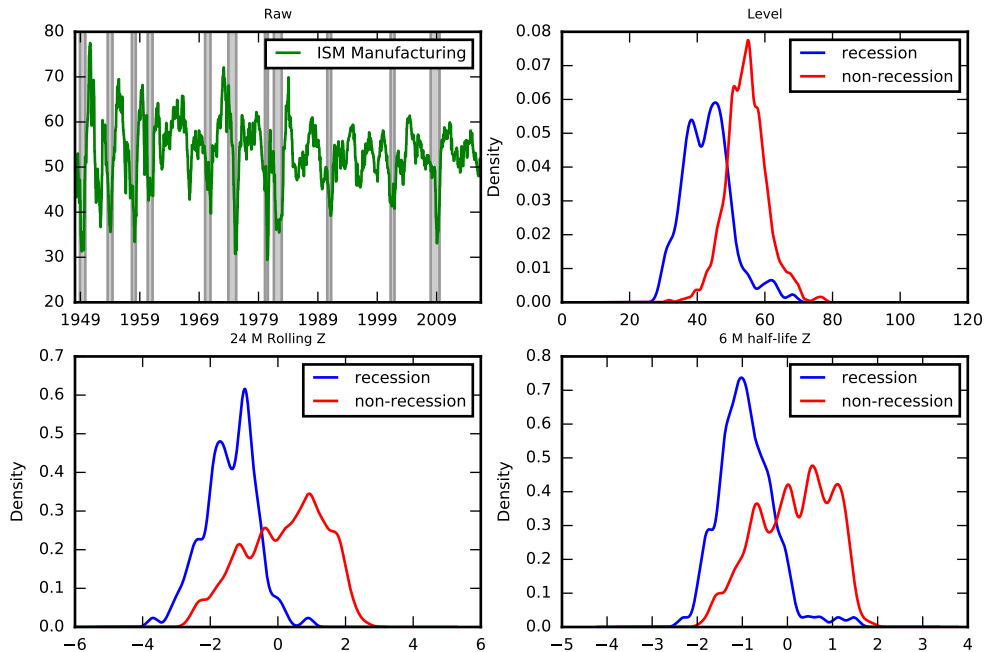 Raw
80
70
60
50
40
30
20
1949 1959 1969 1979 1989 1999 2009
ISM Manufacturing
Level
0.08
0.07
0.06
0.05
0.04
0.03
0.02
0.01
0.00
0 20 40 60 80 100 120
Density
recession
non-recession
24 M Rolling Z
0.7
0.6
0.5
0.4
0.3
0.2
0.1
0.0
−6 −4 −2 0 2 4 6
Density
recession
non-recession
6 M half-life Z
0.8
0.7
0.6
0.5
0.4
0.3
0.2
0.1
0.0
−5 −4 −3 −2 −1 0 1 2 3 4
Density
recession
non-recession